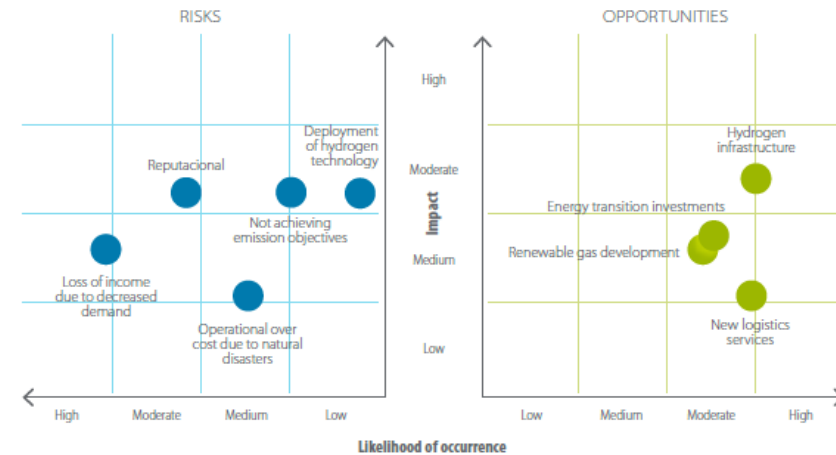 RISKS
OPPORTUNITIES
High
Moderate
Impact
Medium
Low
Deployment
of hydrogen
technology
Reputacional
Not achieving
emission objectives
Loss of income
due to decreased
demand
Operational over
cost due to natural
disasters
Hydrogen
infrastructure
Energy transition investments
Renewable gas development
New logistics
services
High
Moderate
Medium
Low
Low
Medium
Moderate
High
Likelihood of occurrence